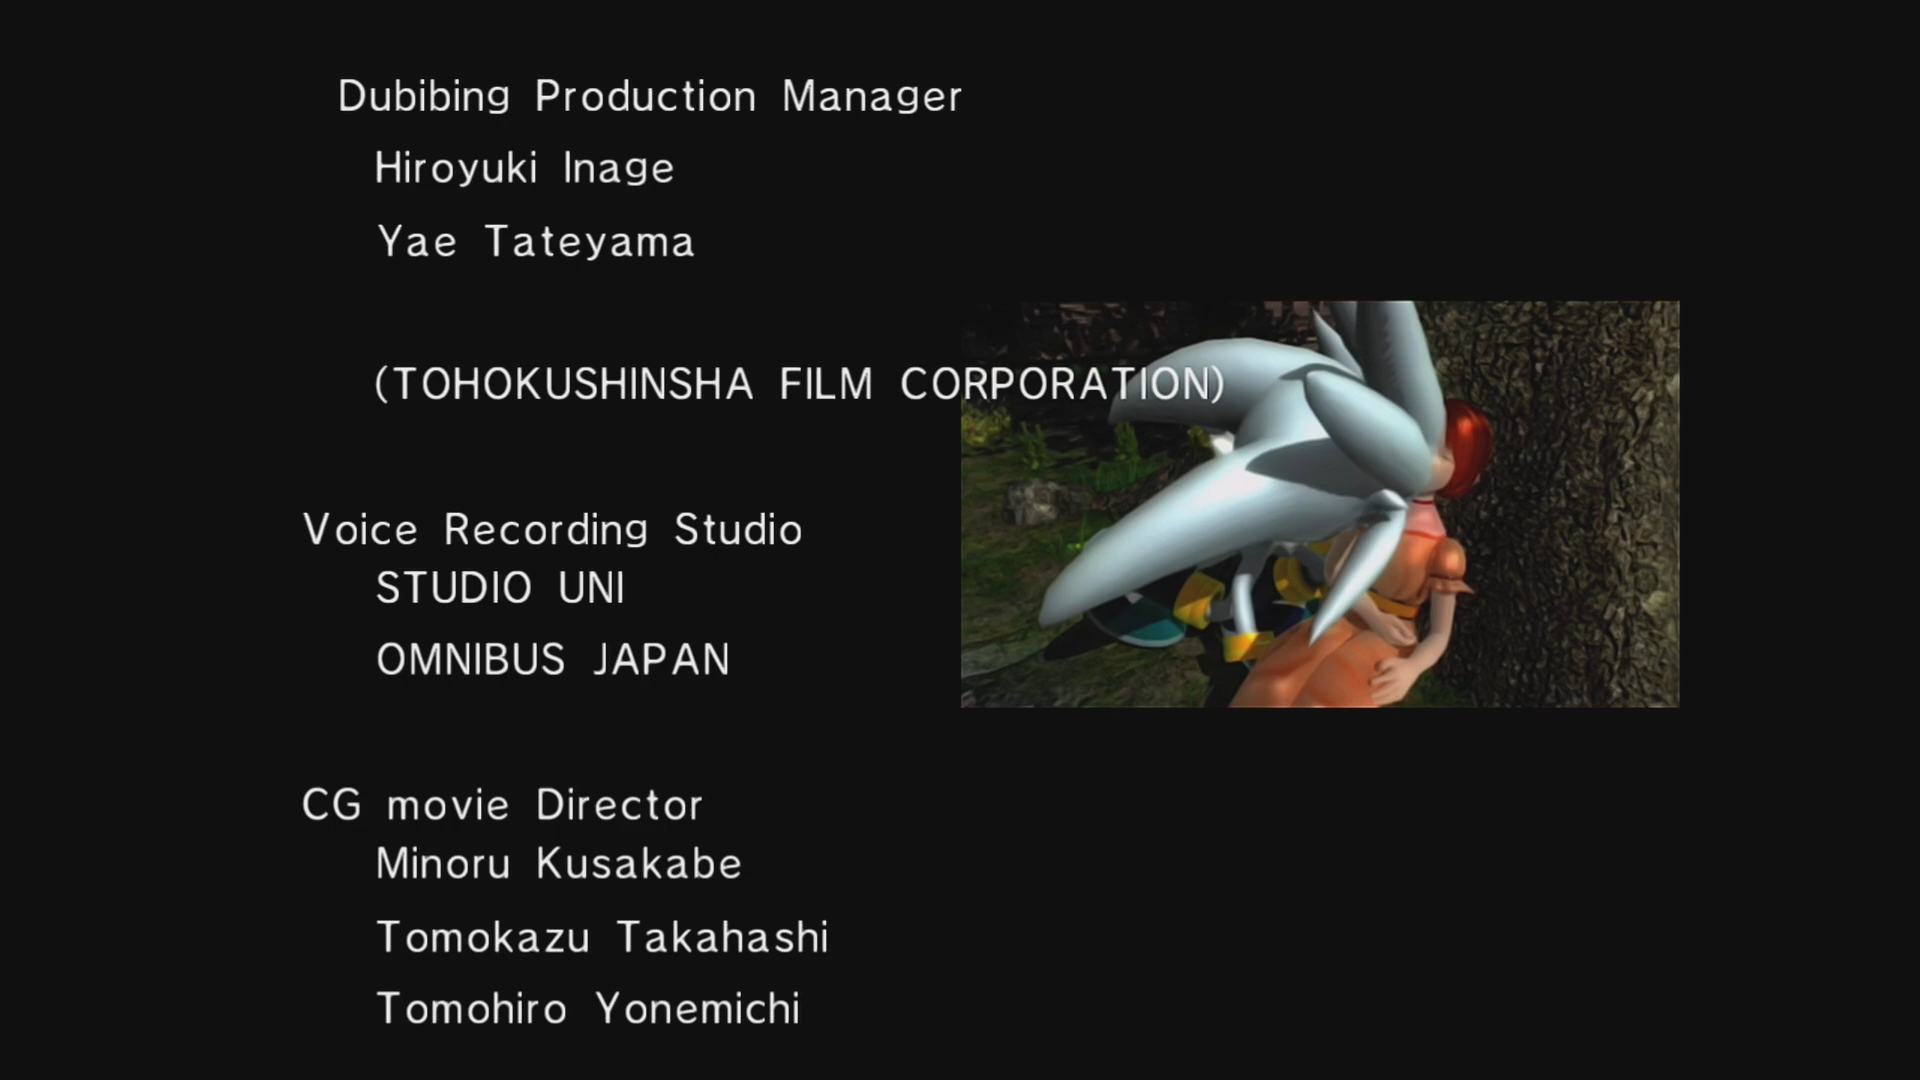 Dubibing Production Manager
Hiroyuki Inage
Yae Tateyama
(TOHOKUSHINSHA FILM CORPORATION)
Voice Recording Studio
STUDIO UNI
OMNIBUS JAPAN
CG movie Director
Minoru Kusakabe
Tomokazu Takahashi
Tomohiro Yonemichi